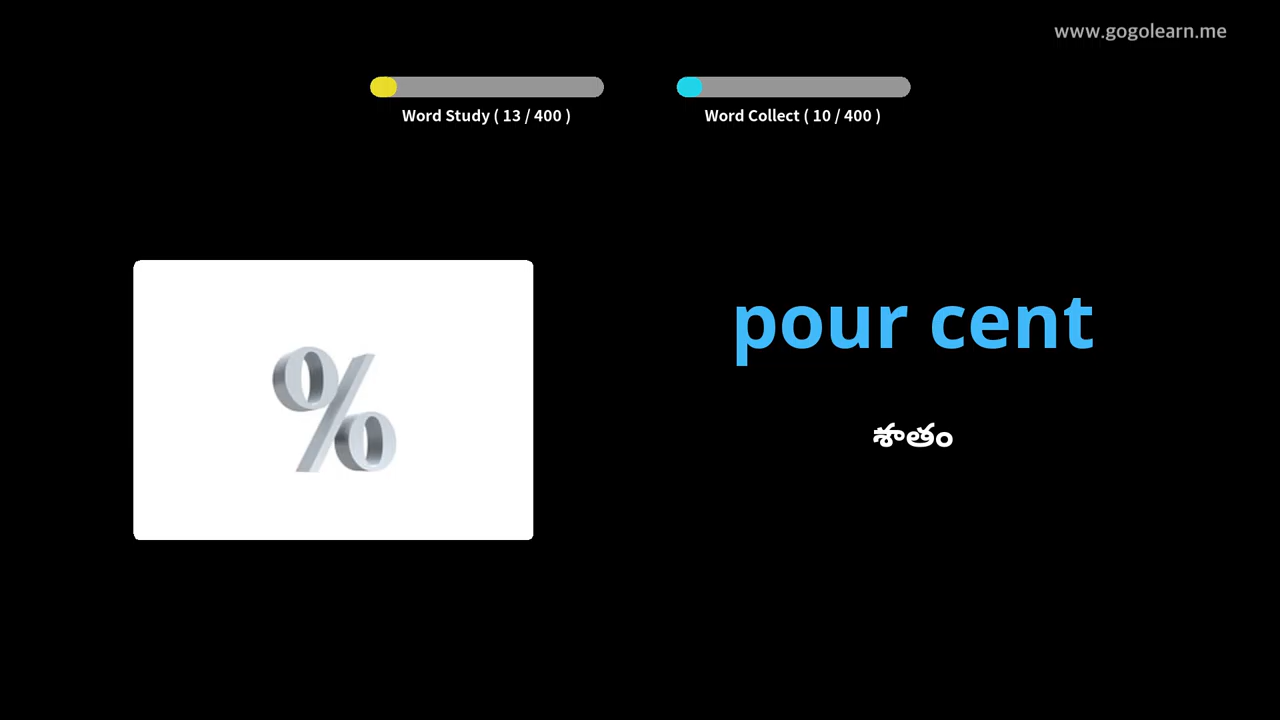 www.gogolearn.me
Word Study ( 13 / 400 )
Word Collect ( 10 / 400 )
%
pour cent
శాతం